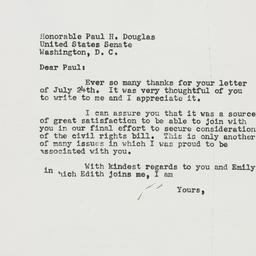 Honorable Paul H. Douglas
United States Senate
Washington, D. C.
Dear Paul:
Ever so many thanks for your letter
of July 24th. It was very thoughtful of you
to write to me and I appreciate it.
I can assure you that it was a source
of great satisfaction to be able to join with
you in our final effort to secure consideration
of the civil rights bill. This is only another
of many issues in which I was proud to be
associated with you.
With kindest regards to you and Emily
in which Edith joins me, I am
Yours,